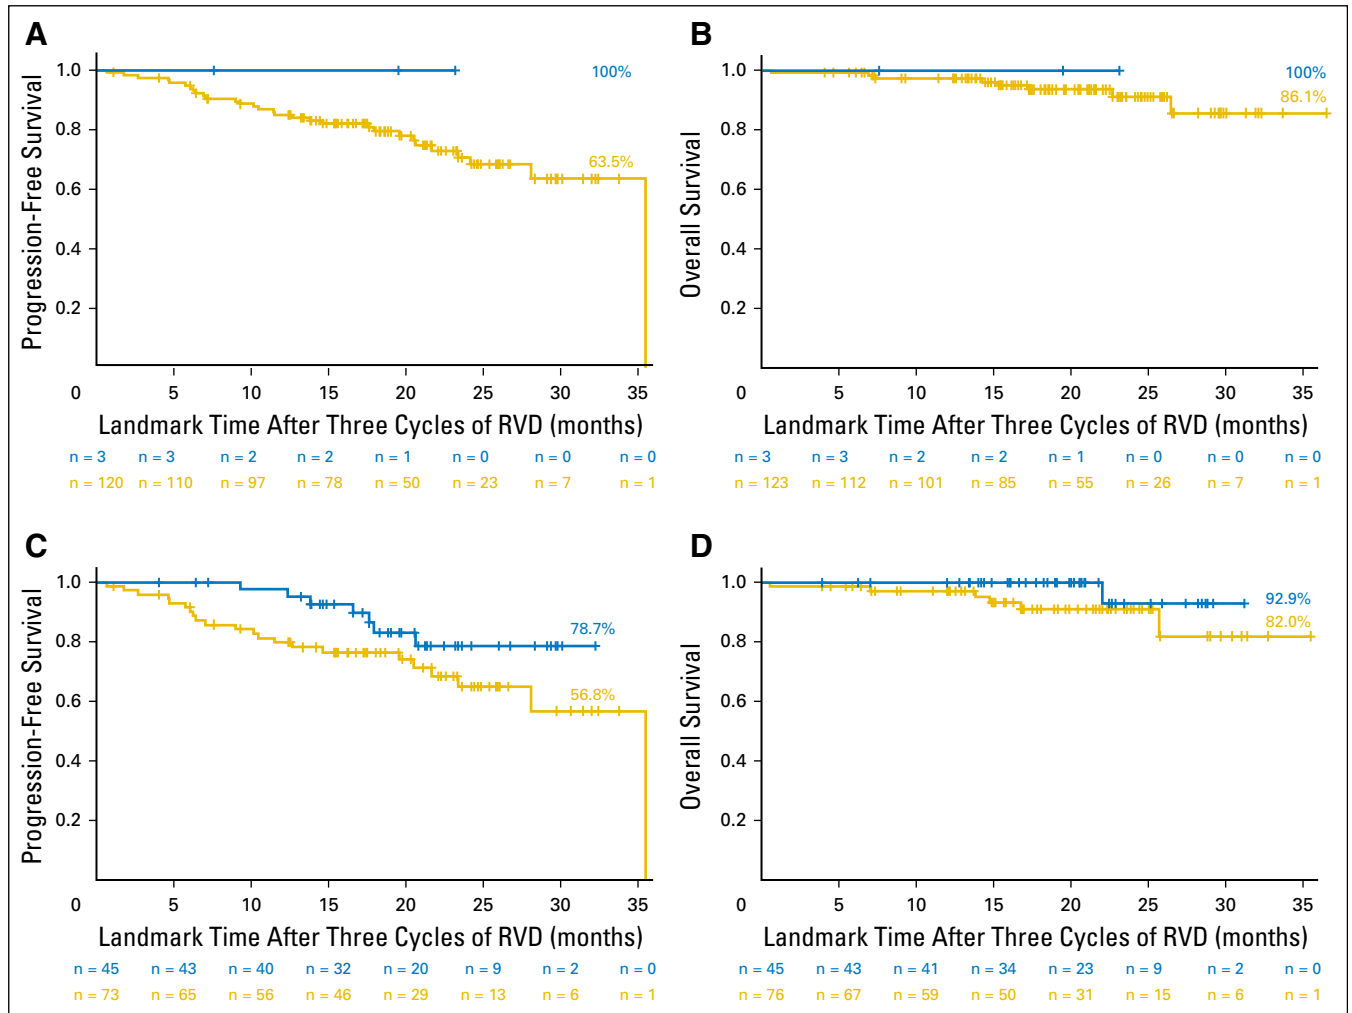 A
Progression-Free Survival
1.0
0.8
0.6
0.4
0.2
100%
63.5%
0 5 10 15 20 25 30 35
Landmark Time After Three Cycles of RVD (months)
n = 3 n = 3 n = 2 n = 2 n = 1 n = 0 n = 0 n = 0
n = 120 n = 110 n = 97 n = 78 n = 50 n = 23 n = 7 n = 1
B
Overall Survival
1.0
0.8
0.6
0.4
0.2
100%
86.1%
0 5 10 15 20 25 30 35
Landmark Time After Three Cycles of RVD (months)
n = 3 n = 3 n = 2 n = 2 n = 1 n = 0 n = 0 n = 0
n = 123 n = 112 n = 101 n = 85 n = 55 n = 26 n = 7 n = 1
C
Progression-Free Survival
1.0
0.8
0.6
0.4
0.2
78.7%
56.8%
0 5 10 15 20 25 30 35
Landmark Time After Three Cycles of RVD (months)
n = 45 n = 43 n = 40 n = 32 n = 20 n = 9 n = 2 n = 0
n = 73 n = 65 n = 56 n = 46 n = 29 n = 13 n = 6 n = 1
D
Overall Survival
1.0
0.8
0.6
0.4
0.2
92.9%
82.0%
0 5 10 15 20 25 30 35
Landmark Time After Three Cycles of RVD (months)
n = 45 n = 43 n = 41 n = 34 n = 23 n = 9 n = 2 n = 0
n = 76 n = 67 n = 59 n = 50 n = 31 n = 15 n = 6 n = 1